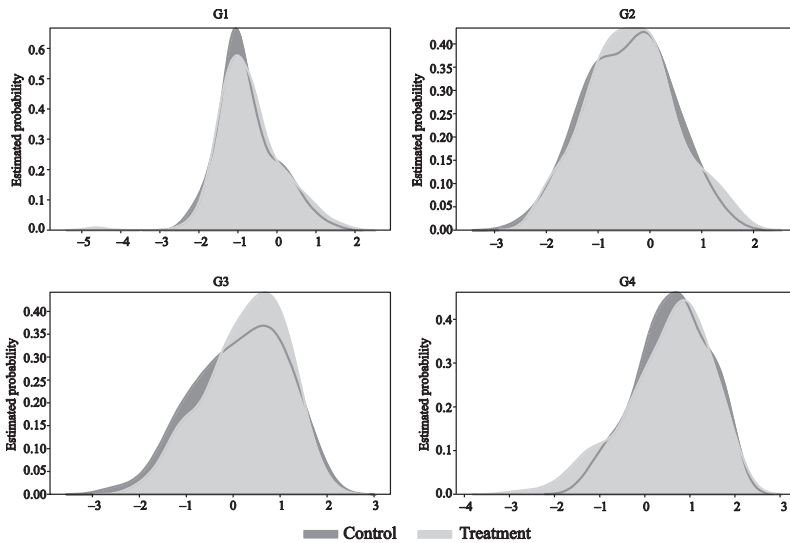 G1
G2
Estimated probability
0.6
0.5
0.4
0.3
0.2
0.1
0.0
−5 −4 −3 −2 −1 0 1 2
Estimated probability
0.40
0.35
0.30
0.25
0.20
0.15
0.10
0.05
0.00
−3 −2 −1 0 1 2
G3
G4
Estimated probability
0.40
0.35
0.30
0.25
0.20
0.15
0.10
0.05
0.00
−3 −2 −1 0 1 2 3
Estimated probability
0.4
0.3
0.2
0.1
0.0
−4 −3 −2 −1 0 1 2 3
Control Treatment